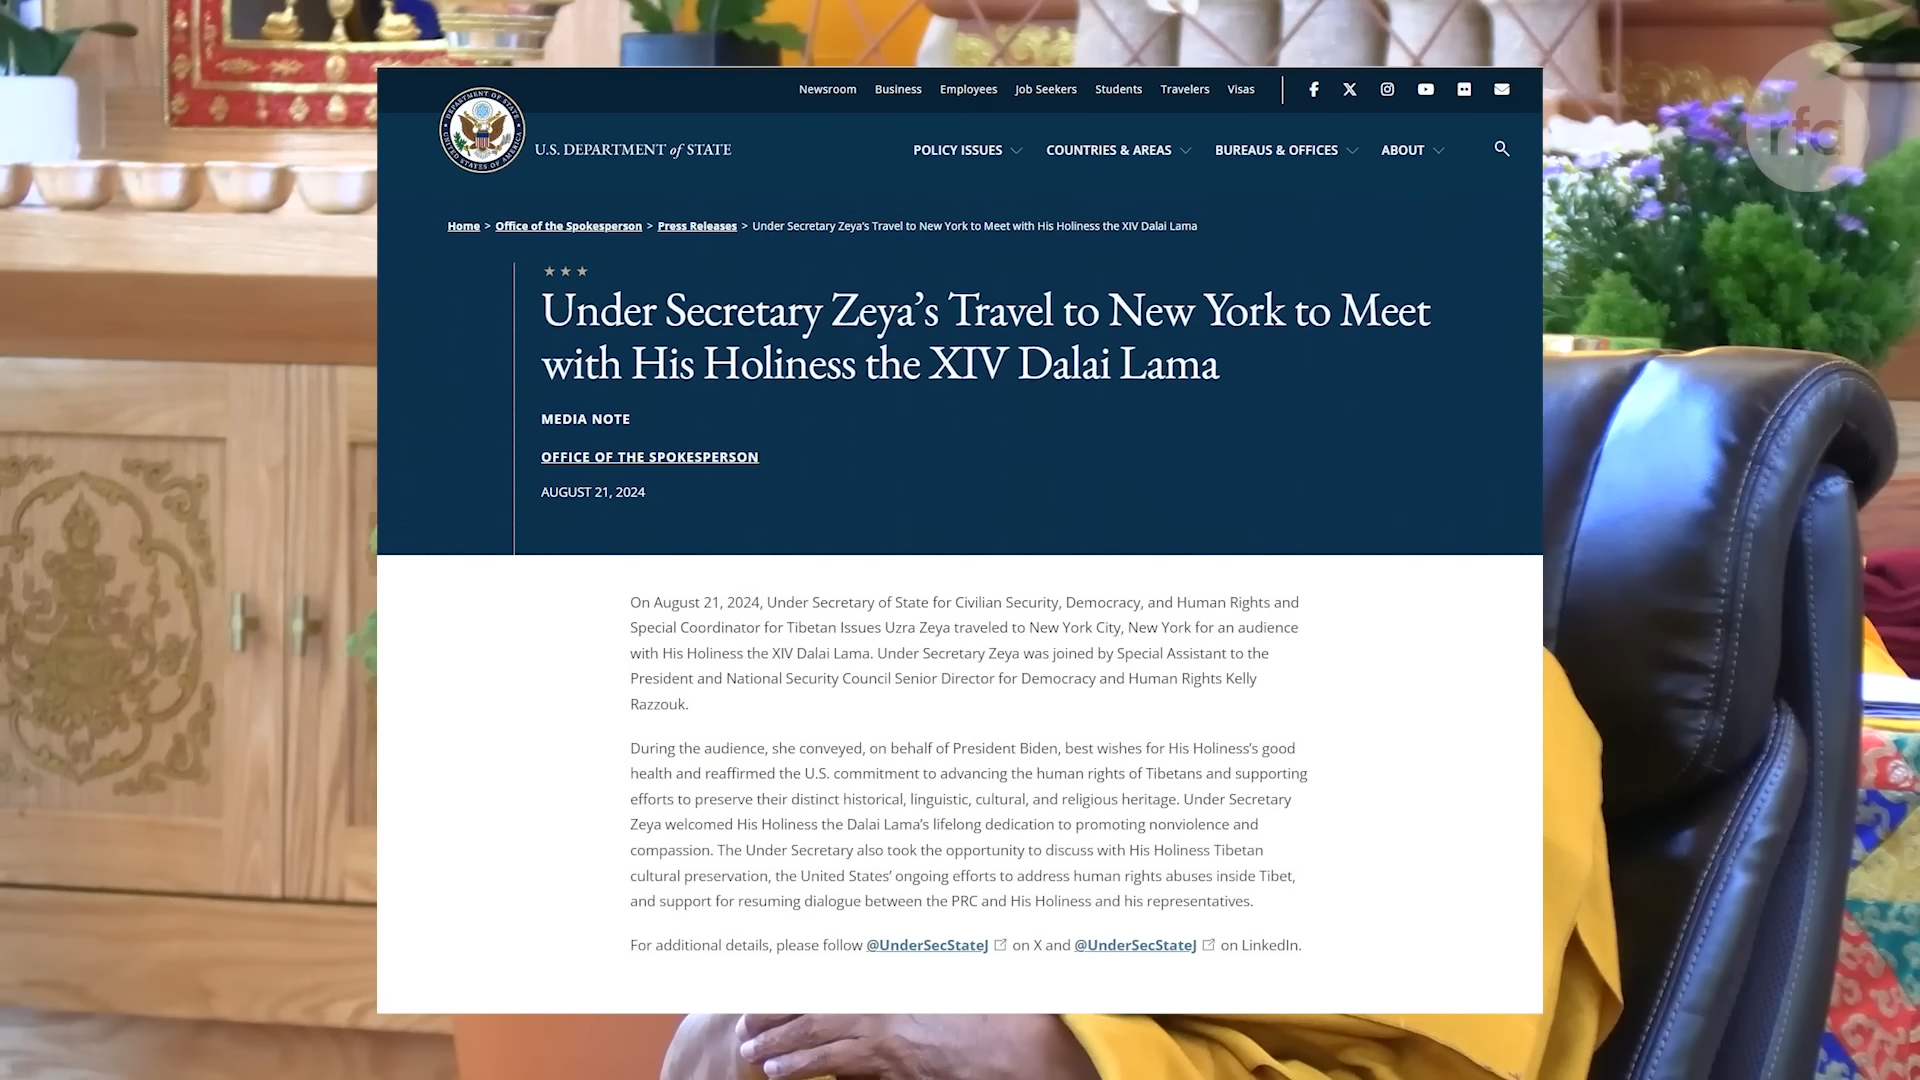 Newsroom Business Employees Job Seekers Students Travelers Visas
DEPARTMENT OF STATE
UNITED STATES OF AMERICA
U.S. DEPARTMENT of STATE
POLICY ISSUES COUNTRIES & AREAS BUREAUS & OFFICES ABOUT
rfa
Home > Office of the Spokesperson > Press Releases > Under Secretary Zeya's Travel to New York to Meet with His Holiness the XIV Dalai Lama
Under Secretary Zeya's Travel to New York to Meet
with His Holiness the XIV Dalai Lama
MEDIA NOTE
OFFICE OF THE SPOKESPERSON
AUGUST 21, 2024
On August 21, 2024, Under Secretary of State for Civilian Security, Democracy, and Human Rights and
Special Coordinator for Tibetan Issues Uzra Zeya traveled to New York City, New York for an audience
with His Holiness the XIV Dalai Lama. Under Secretary Zeya was joined by Special Assistant to the
President and National Security Council Senior Director for Democracy and Human Rights Kelly
Razzouk.
During the audience, she conveyed, on behalf of President Biden, best wishes for His Holiness's good
health and reaffirmed the U.S. commitment to advancing the human rights of Tibetans and supporting
efforts to preserve their distinct historical, linguistic, cultural, and religious heritage. Under Secretary
Zeya welcomed His Holiness the Dalai Lama's lifelong dedication to promoting nonviolence and
compassion. The Under Secretary also took the opportunity to discuss with His Holiness Tibetan
cultural preservation, the United States' ongoing efforts to address human rights abuses inside Tibet,
and support for resuming dialogue between the PRC and His Holiness and his representatives.
For additional details, please follow @UnderSecStateJ on X and @UnderSecStateJ on LinkedIn.